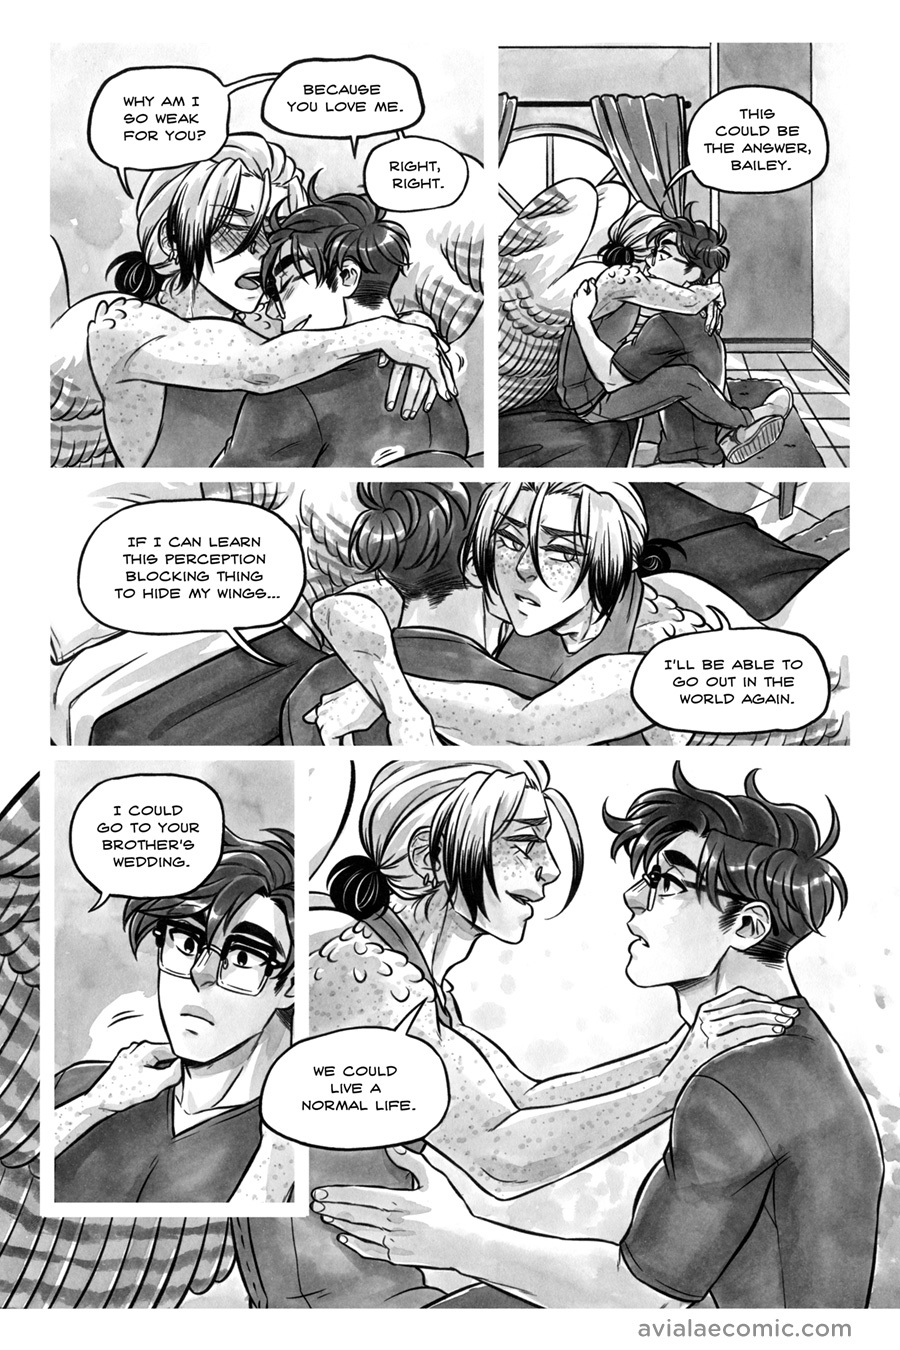 WHY AM I
SO WEAK
FOR YOU?
BECAUSE
YOU LOVE ME.
RIGHT,
RIGHT.
THIS
COULD BE
THE ANSWER,
BAILEY.
IF I CAN LEARN
THIS PERCEPTION
BLOCKING THING
TO HIDE MY WINGS...
I'LL BE ABLE TO
GO OUT IN THE
WORLD AGAIN.
I COULD
GO TO YOUR
BROTHER'S
WEDDING.
WE COULD
LIVE A
NORMAL LIFE.
avialaecomic.com